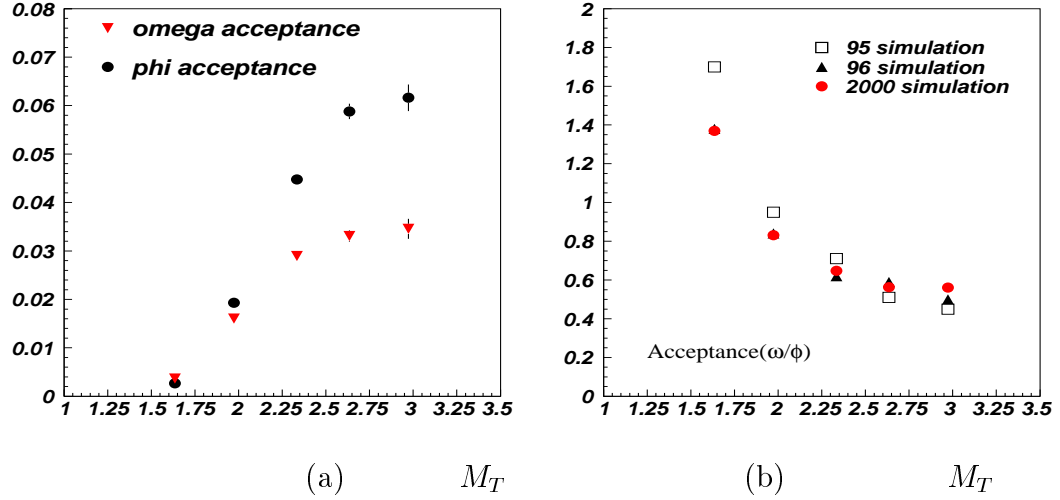 0.08
0.07
0.06
0.05
0.04
0.03
0.02
0.01
0
omega acceptance
phi acceptance
1 1.25 1.5 1.75 2 2.25 2.5 2.75 3 3.25 3.5
(a) M_T
2
1.8
1.6
1.4
1.2
1
0.8
0.6
0.4
0.2
0
95 simulation
96 simulation
2000 simulation
Acceptance(ω/ϕ)
1 1.25 1.5 1.75 2 2.25 2.5 2.75 3 3.25 3.5
(b) M_T